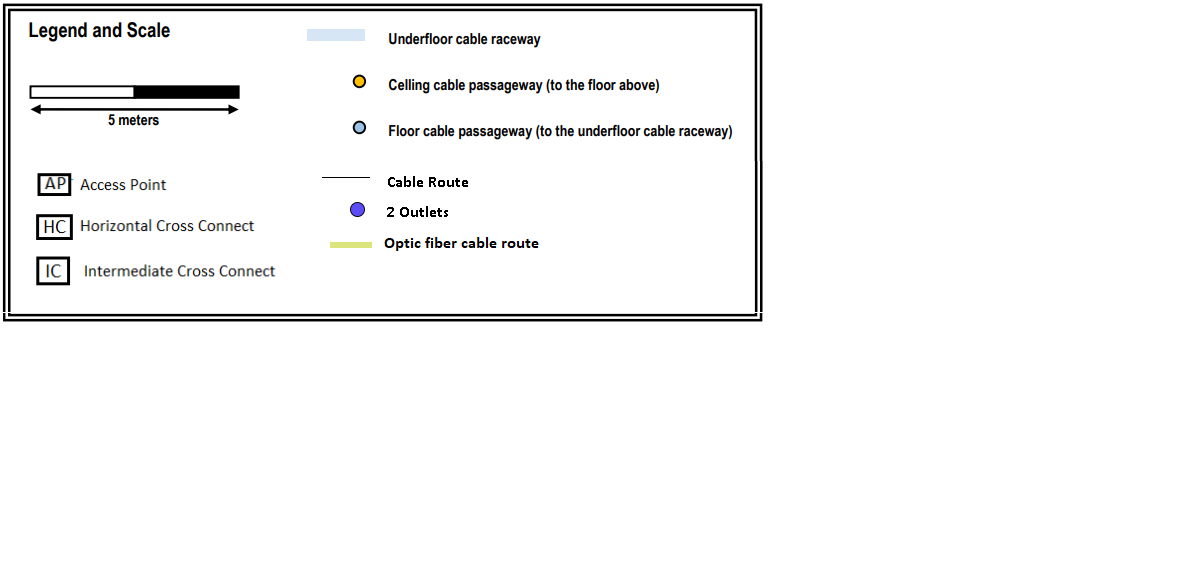 Legend and Scale
5 meters
AP Access Point
HC Horizontal Cross Connect
IC Intermediate Cross Connect
Underfloor cable raceway
Celling cable passageway (to the floor above)
Floor cable passageway (to the underfloor cable raceway)
Cable Route
2 Outlets
Optic fiber cable route